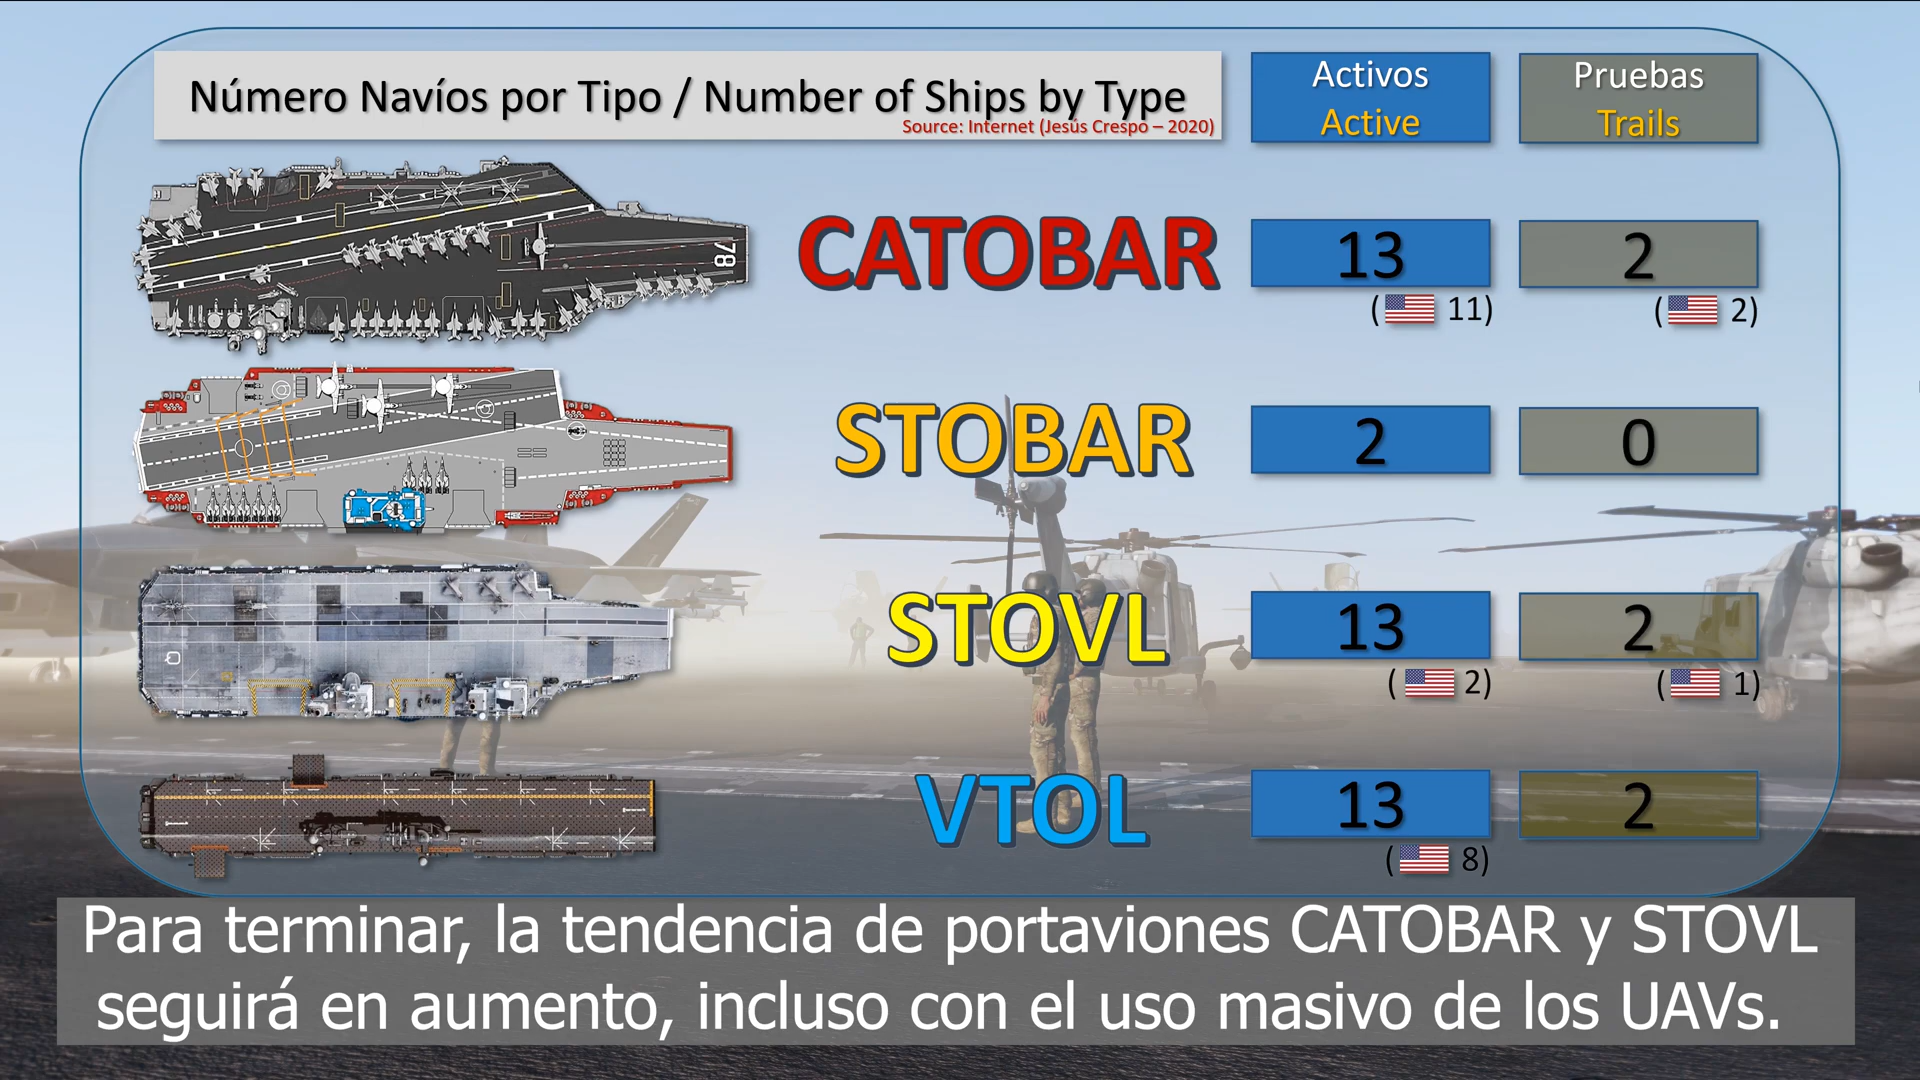 Número Navíos por Tipo / Number of Ships by Type
Source: Internet (Jesús Crespo – 2020)
Activos
Active
Pruebas
Trails
78
CATOBAR
13
2
( 11)
( 2)
STOBAR
2
0
STOVL
13
2
( 2)
( 1)
VTOL
13
2
( 8)
Para terminar, la tendencia de portaviones CATOBAR y STOVL
seguirá en aumento, incluso con el uso masivo de los UAVs.